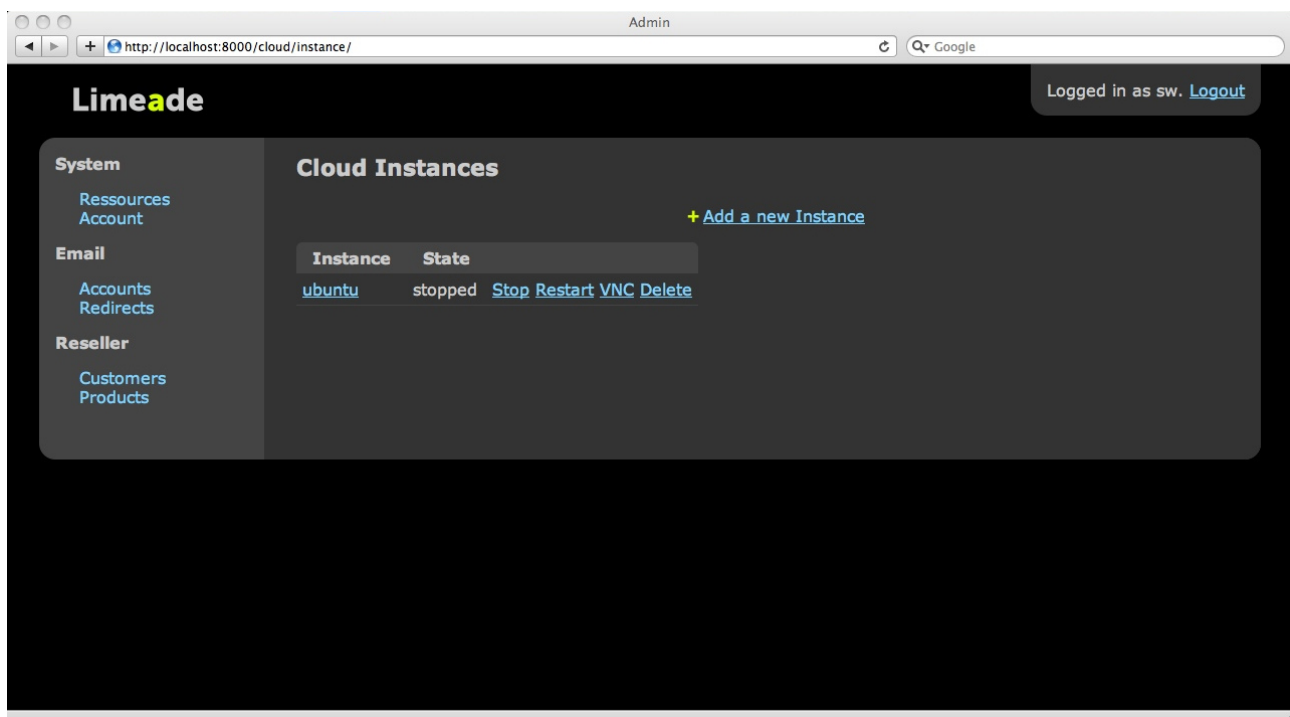 Admin
http://localhost:8000/cloud/instance/
Google
Limeade
Logged in as sw. Logout
System
Ressources
Account
Email
Accounts
Redirects
Reseller
Customers
Products
Cloud Instances
+ Add a new Instance
Instance State
ubuntu stopped Stop Restart VNC Delete